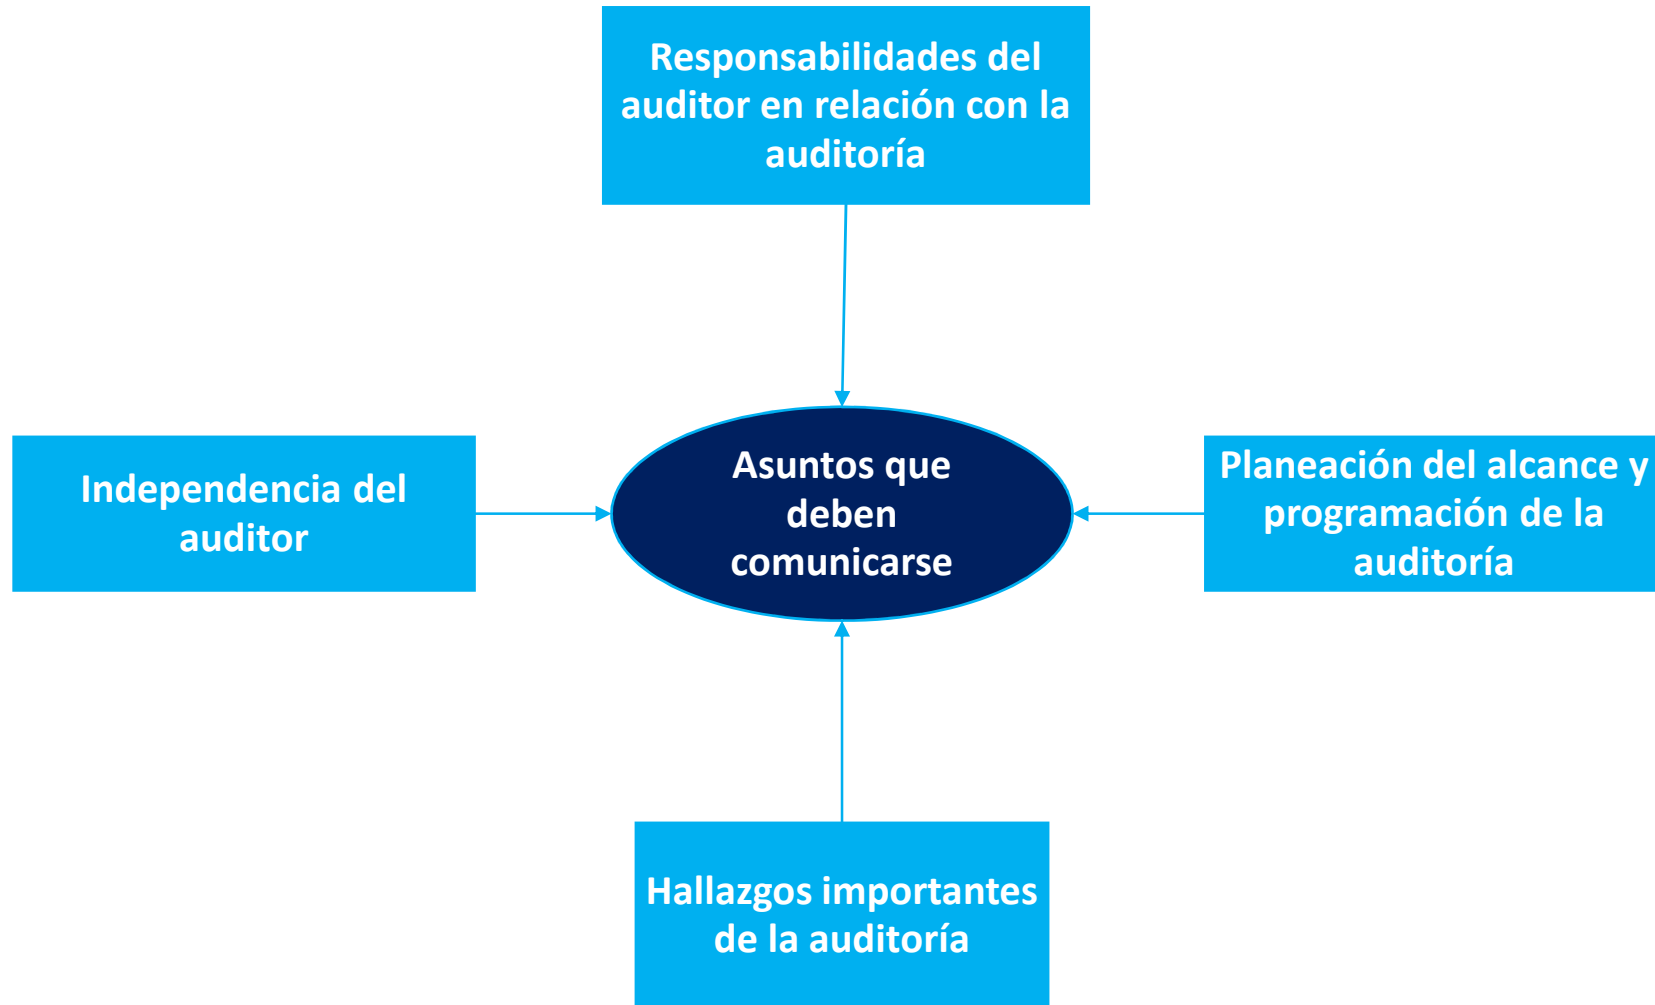 Responsabilidades del
auditor en relación con la
auditoría
Independencia del
auditor
Asuntos que
deben
comunicarse
Planeación del alcance y
programación de la
auditoría
Hallazgos importantes
de la auditoría